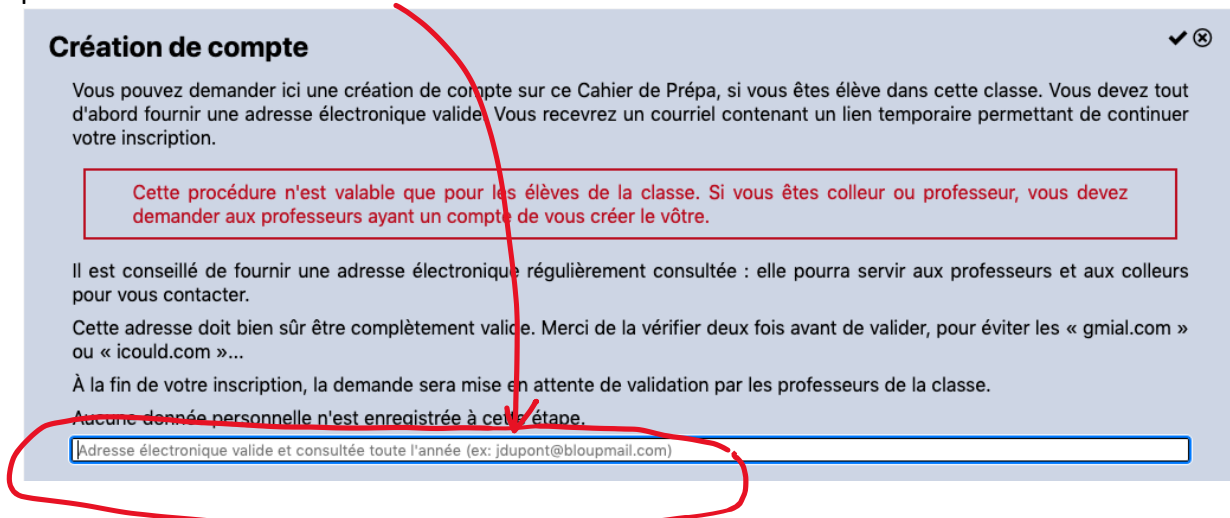 Création de compte
Vous pouvez demander ici une création de compte sur ce Cahier de Prépa, si vous êtes élève dans cette classe. Vous devez tout
d'abord fournir une adresse électronique valide. Vous recevrez un courriel contenant un lien temporaire permettant de continuer
votre inscription.
Cette procédure n'est valable que pour les élèves de la classe. Si vous êtes colleur ou professeur, vous devez
demander aux professeurs ayant un compte de vous créer le vôtre.
Il est conseillé de fournir une adresse électronique régulièrement consultée : elle pourra servir aux professeurs et aux colleurs
pour vous contacter.
Cette adresse doit bien sûr être complètement valide. Merci de la vérifier deux fois avant de valider, pour éviter les « gmial.com »
ou « icould.com »...
À la fin de votre inscription, la demande sera mise en attente de validation par les professeurs de la classe.
Aucune donnée personnelle n'est enregistrée à cette étape.
Adresse électronique valide et consultée toute l'année (ex: jdupont@bloupmail.com)